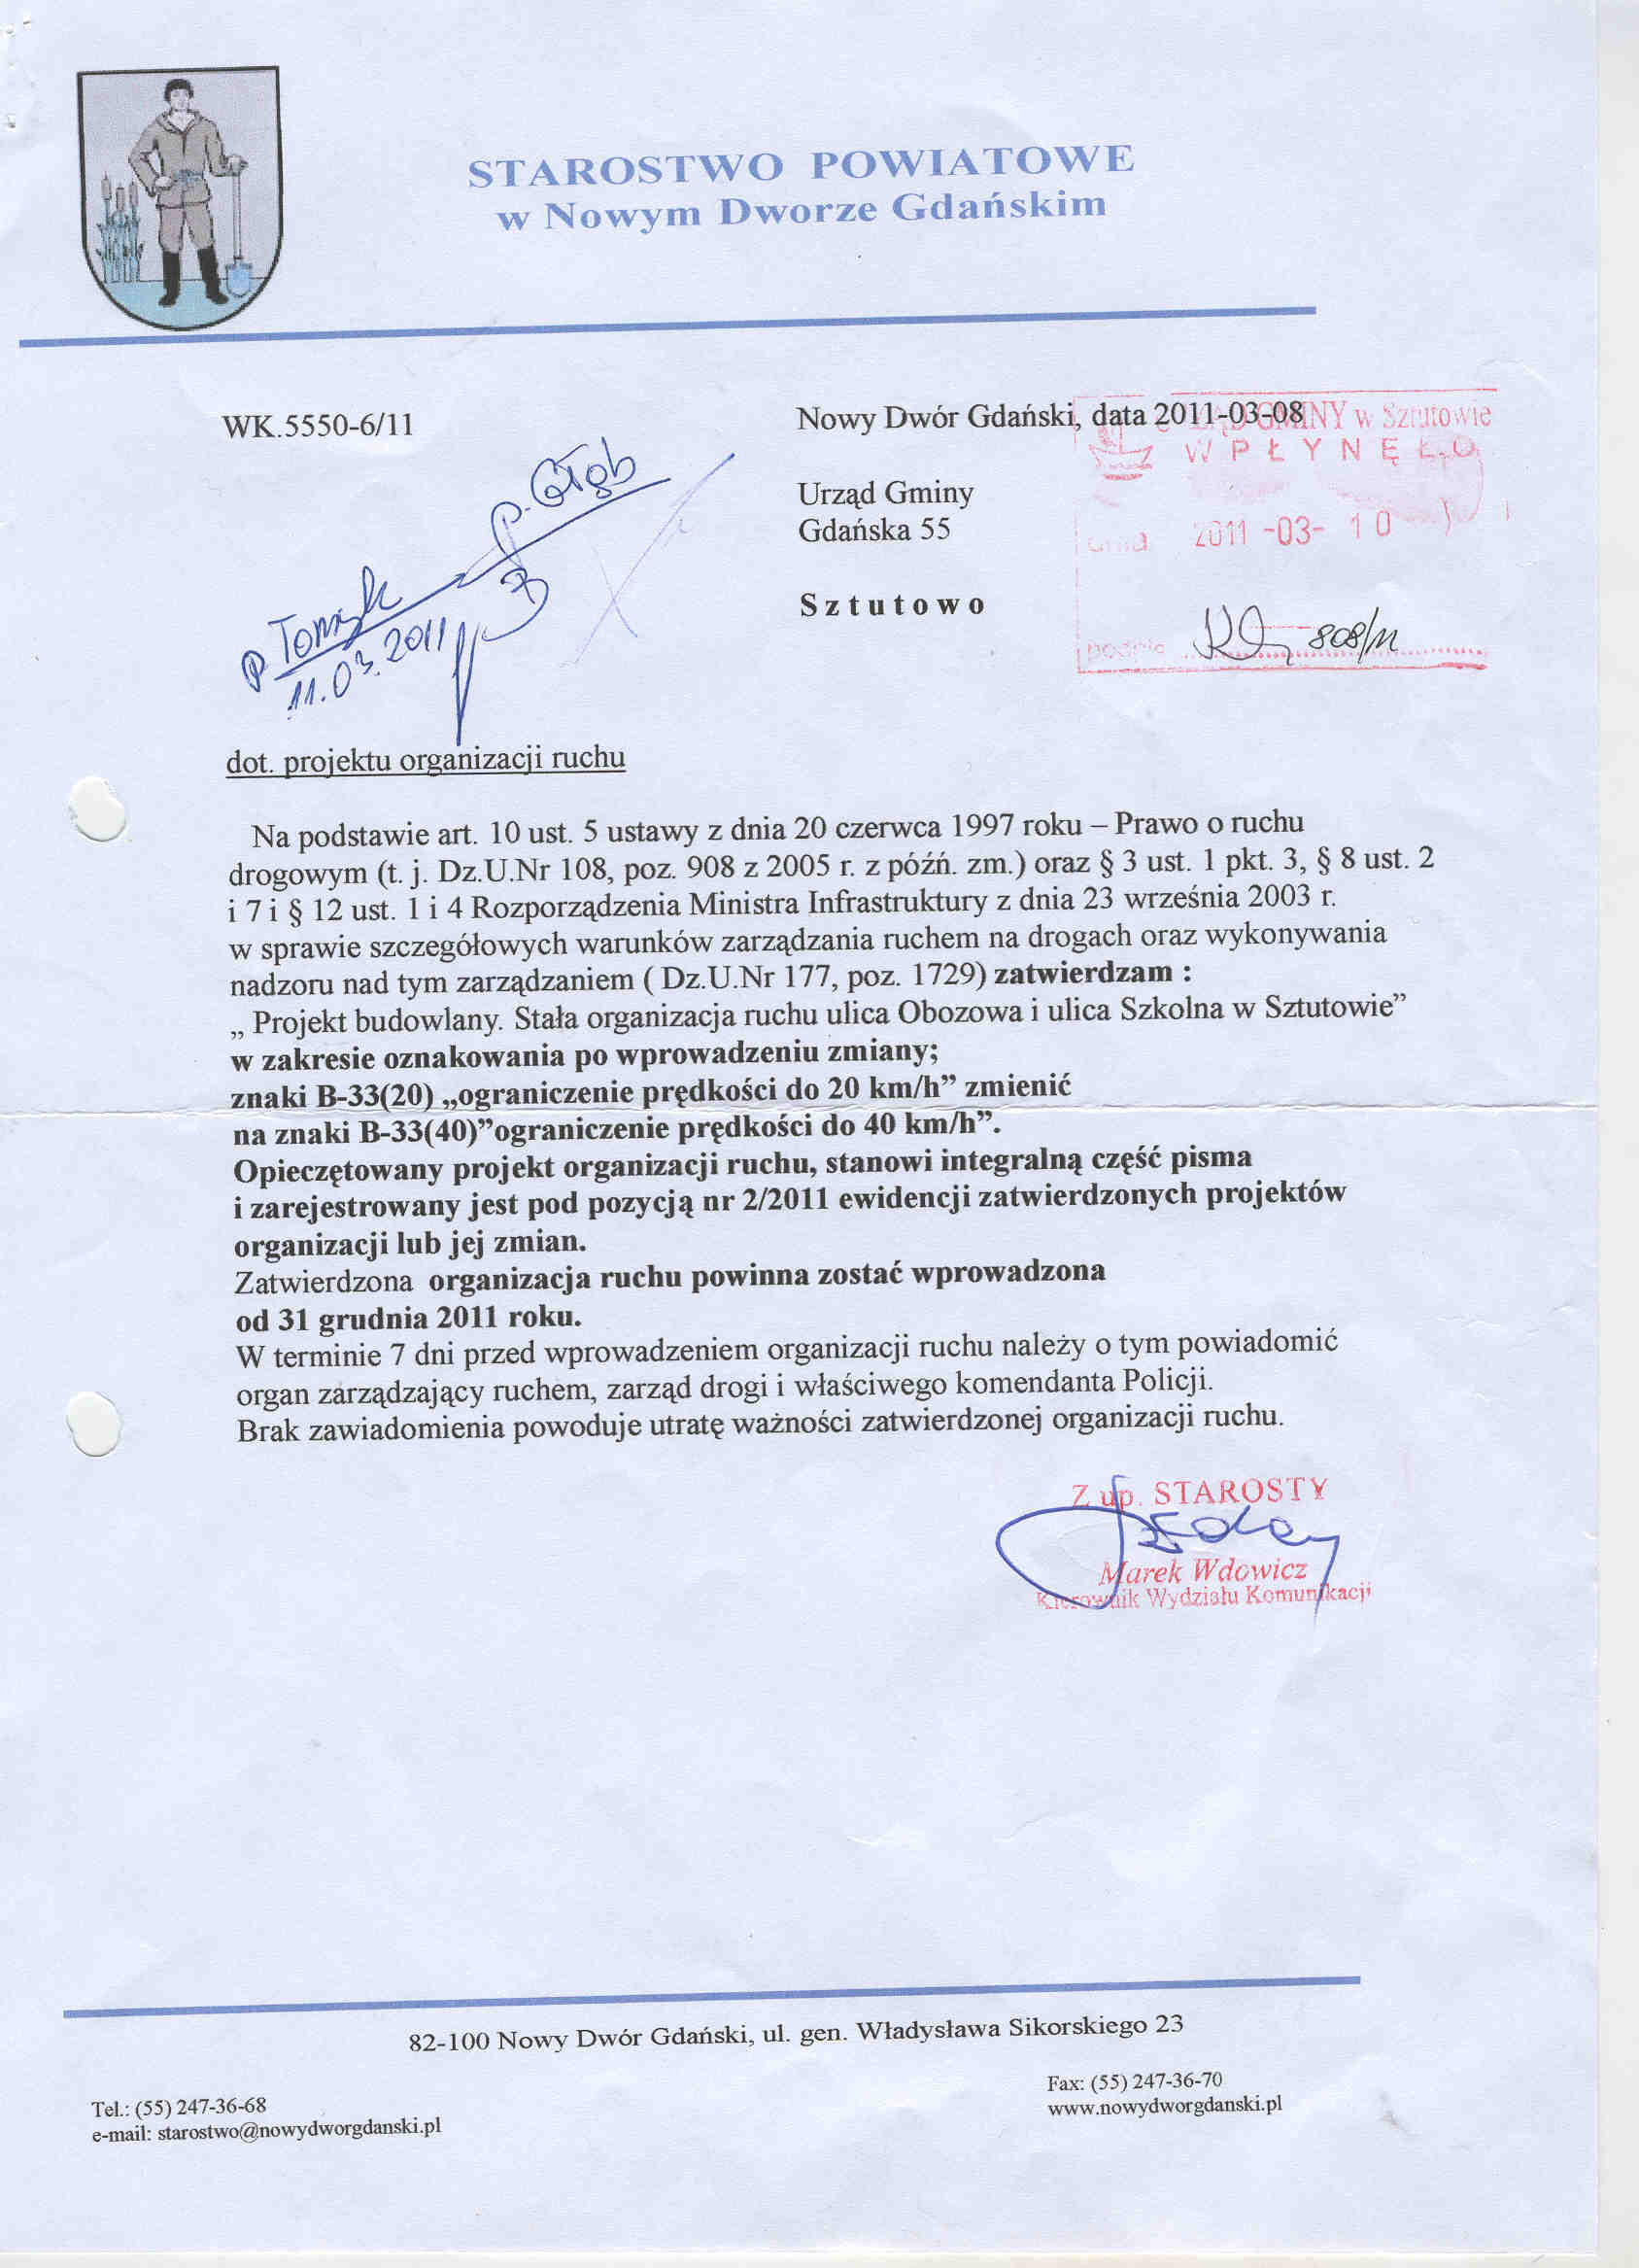 STAROSTWO POWIATOWE
w Nowym Dworze Gdańskim
WK.5550-6/11
Nowy Dwór Gdański, data 2011-03-08
GMINY w Sztutowie
WPŁYNĘŁO
Urząd Gminy
Gdańska 55
dnia 2011 -03- 10
Sztutowo
podpis 808/11
p. Głąb
p
11.03.2011
dot. projektu organizacji ruchu
Na podstawie art. 10 ust. 5 ustawy z dnia 20 czerwca 1997 roku – Prawo o ruchu
drogowym (t. j. Dz.U.Nr 108, poz. 908 z 2005 r. z późń. zm.) oraz § 3 ust. 1 pkt. 3, § 8 ust. 2
i 7 i § 12 ust. 1 i 4 Rozporządzenia Ministra Infrastruktury z dnia 23 września 2003 r.
w sprawie szczegółowych warunków zarządzania ruchem na drogach oraz wykonywania
nadzoru nad tym zarządzaniem ( Dz.U.Nr 177, poz. 1729) zatwierdzam :
„ Projekt budowlany. Stała organizacja ruchu ulica Obozowa i ulica Szkolna w Sztutowie”
w zakresie oznakowania po wprowadzeniu zmiany;
znaki B-33(20) „ograniczenie prędkości do 20 km/h” zmienić
na znaki B-33(40)”ograniczenie prędkości do 40 km/h”.
Opieczętowany projekt organizacji ruchu, stanowi integralną część pisma
i zarejestrowany jest pod pozycją nr 2/2011 ewidencji zatwierdzonych projektów
organizacji lub jej zmian.
Zatwierdzona organizacja ruchu powinna zostać wprowadzona
od 31 grudnia 2011 roku.
W terminie 7 dni przed wprowadzeniem organizacji ruchu należy o tym powiadomić
organ zarządzający ruchem, zarząd drogi i właściwego komendanta Policji.
Brak zawiadomienia powoduje utratę ważności zatwierdzonej organizacji ruchu.
Z up. STAROSTY
Marek Wdowicz
Kierownik Wydziału Komunikacji
82-100 Nowy Dwór Gdański, ul. gen. Władysława Sikorskiego 23
Tel.: (55) 247-36-68
Fax: (55) 247-36-70
e-mail: starostwo@nowydworgdanski.pl
www.nowydworgdanski.pl